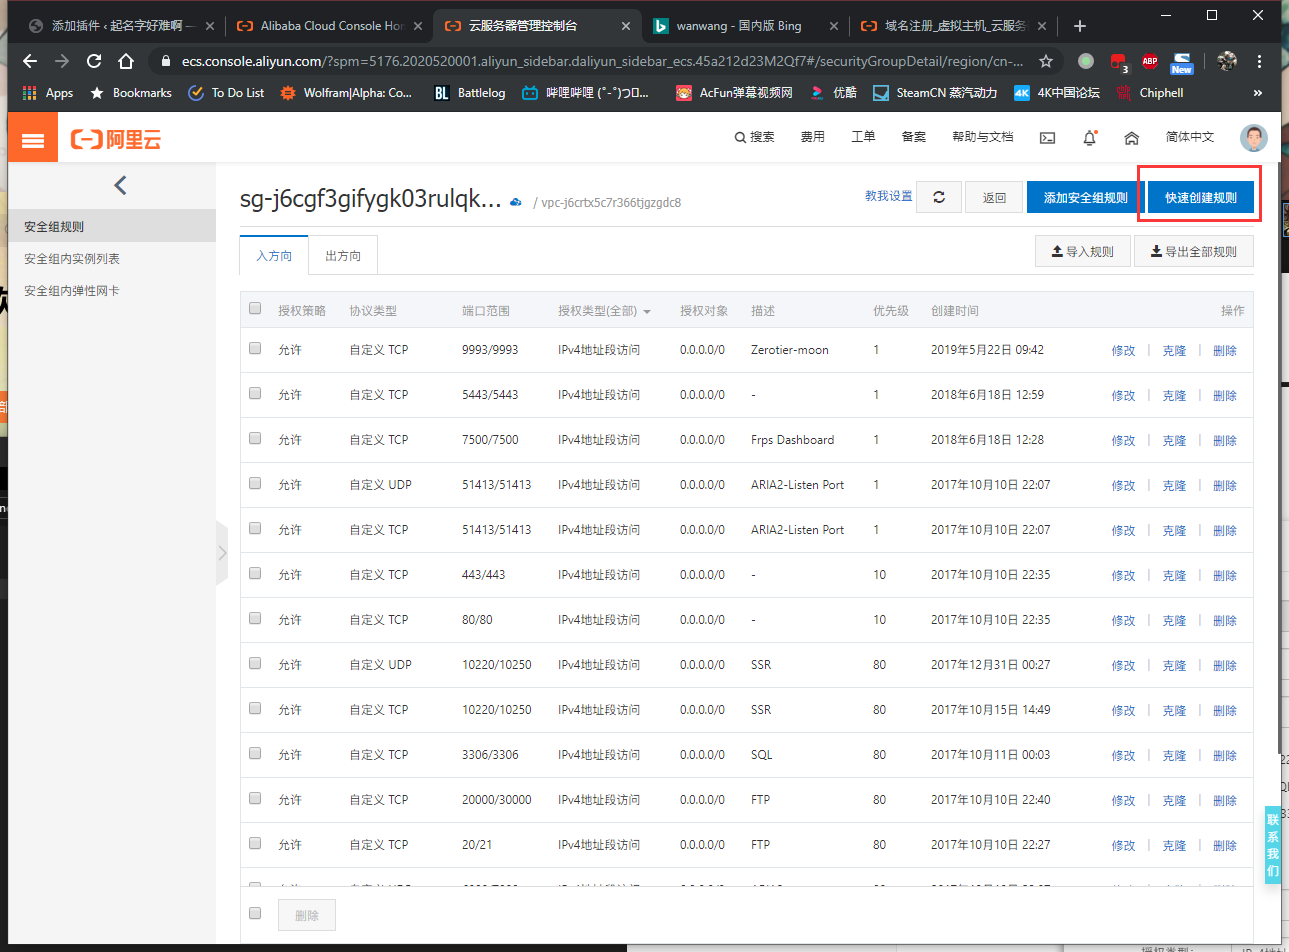 添加插件 ‹ 起名字好难啊 —
Alibaba Cloud Console Hom
云服务器管理控制台
wanwang - 国内版 Bing
域名注册_虚拟主机_云服务
ecs.console.aliyun.com/?spm=5176.2020520001.aliyun_sidebar.daliyun_sidebar_ecs.45a212d23M2Qf7#/securityGroupDetail/region/cn-...
3
ABP
New
Apps
Bookmarks
To Do List
Wolfram|Alpha: Co...
BL Battlelog
哔哩哔哩 (˚-˚)つロ...
AcFun弹幕视频网
优酷
SteamCN 蒸汽动力
4K 4K中国论坛
Chiphell
»
阿里云
搜索
费用
工单
备案
帮助与文档
简体中文
安全组规则
安全组内实例列表
安全组内弹性网卡
sg-j6cgf3gifygk03rulqk... / vpc-j6crtx5c7r366tjgzgdc8
教我设置
返回
添加安全组规则
快速创建规则
入方向
出方向
导入规则
导出全部规则
授权策略 协议类型 端口范围 授权类型(全部) 授权对象 描述 优先级 创建时间 操作
允许 自定义 TCP 9993/9993 IPv4地址段访问 0.0.0.0/0 Zerotier-moon 1 2019年5月22日 09:42 修改 | 克隆 | 删除
允许 自定义 TCP 5443/5443 IPv4地址段访问 0.0.0.0/0 - 1 2018年6月18日 12:59 修改 | 克隆 | 删除
允许 自定义 TCP 7500/7500 IPv4地址段访问 0.0.0.0/0 Frps Dashboard 1 2018年6月18日 12:28 修改 | 克隆 | 删除
允许 自定义 UDP 51413/51413 IPv4地址段访问 0.0.0.0/0 ARIA2-Listen Port 1 2017年10月10日 22:07 修改 | 克隆 | 删除
允许 自定义 TCP 51413/51413 IPv4地址段访问 0.0.0.0/0 ARIA2-Listen Port 1 2017年10月10日 22:07 修改 | 克隆 | 删除
允许 自定义 TCP 443/443 IPv4地址段访问 0.0.0.0/0 - 10 2017年10月10日 22:35 修改 | 克隆 | 删除
允许 自定义 TCP 80/80 IPv4地址段访问 0.0.0.0/0 - 10 2017年10月10日 22:35 修改 | 克隆 | 删除
允许 自定义 UDP 10220/10250 IPv4地址段访问 0.0.0.0/0 SSR 80 2017年12月31日 00:27 修改 | 克隆 | 删除
允许 自定义 TCP 10220/10250 IPv4地址段访问 0.0.0.0/0 SSR 80 2017年10月15日 14:49 修改 | 克隆 | 删除
允许 自定义 TCP 3306/3306 IPv4地址段访问 0.0.0.0/0 SQL 80 2017年10月11日 00:03 修改 | 克隆 | 删除
允许 自定义 TCP 20000/30000 IPv4地址段访问 0.0.0.0/0 FTP 80 2017年10月10日 22:40 修改 | 克隆 | 删除
允许 自定义 TCP 20/21 IPv4地址段访问 0.0.0.0/0 FTP 80 2017年10月10日 22:27 修改 | 克隆 | 删除
删除
联系我们